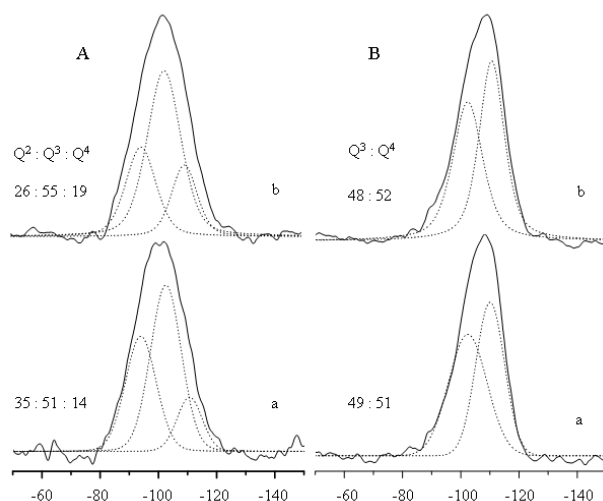 A
B
Q² : Q³ : Q⁴
26 : 55 : 19
b
Q³ : Q⁴
48 : 52
b
35 : 51 : 14
a
49 : 51
a
-60 -80 -100 -120 -140
-60 -80 -100 -120 -140